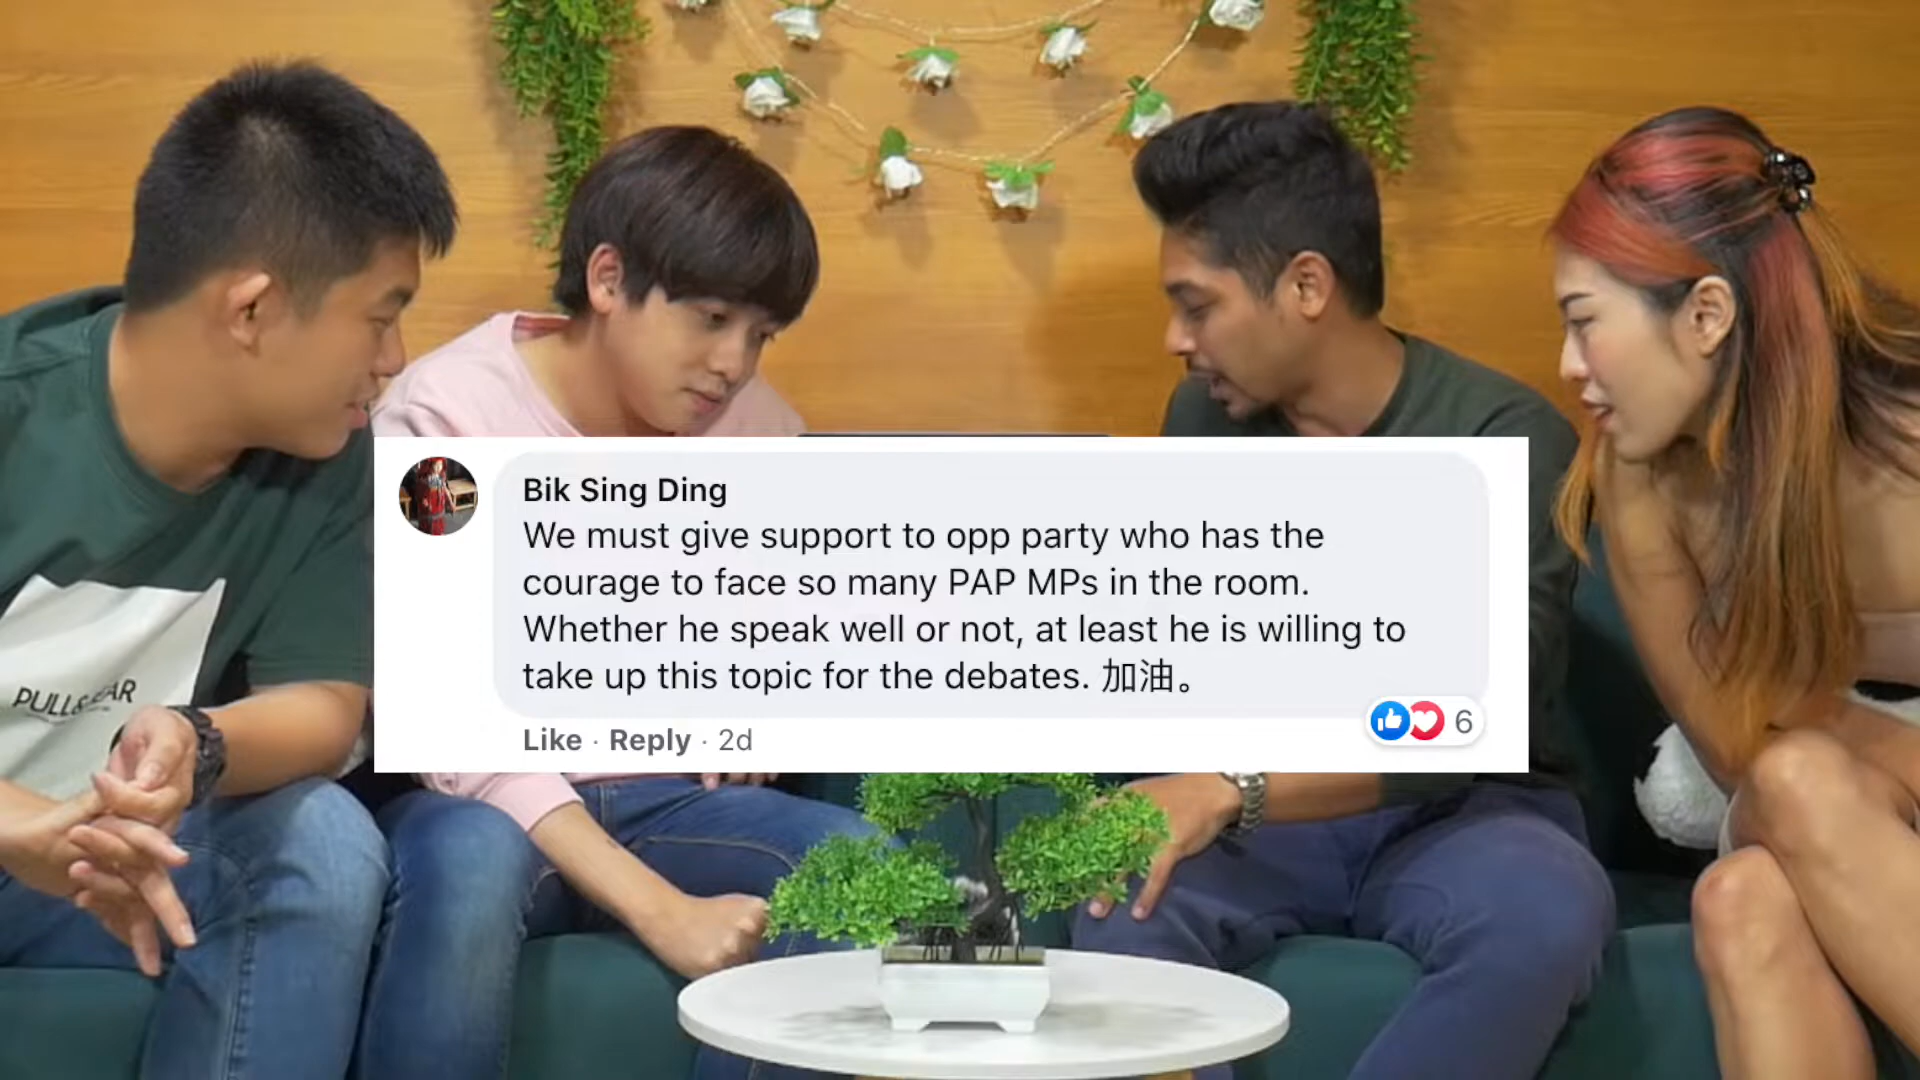 Bik Sing Ding
We must give support to opp party who has the
courage to face so many PAP MPs in the room.
Whether he speak well or not, at least he is willing to
take up this topic for the debates. 加油。
Like · Reply · 2d
6